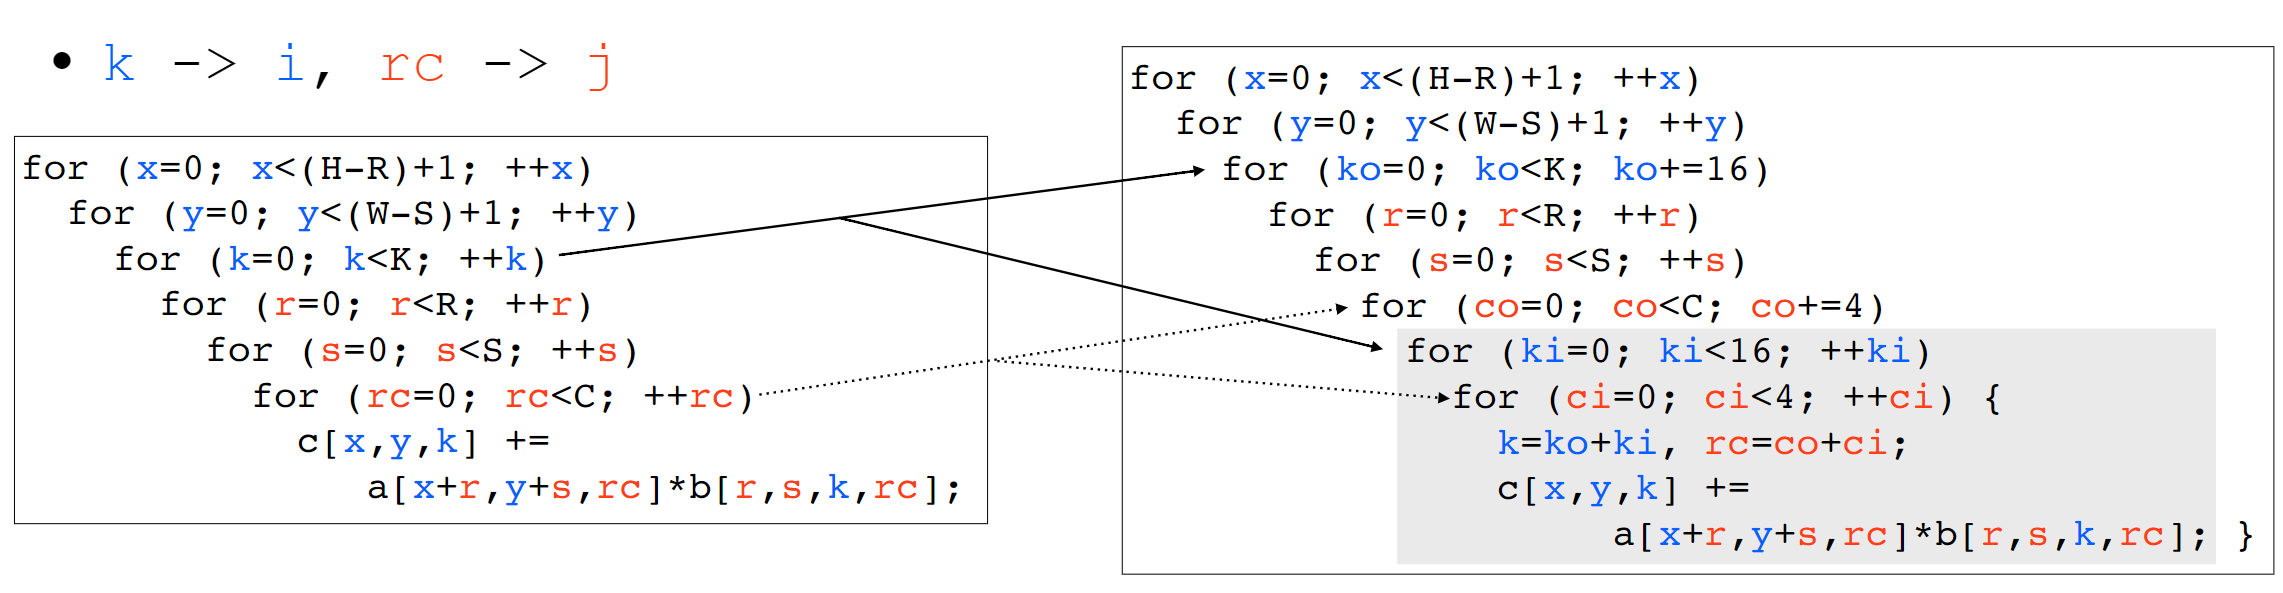 • k -> i, rc -> j
for (x=0; x<(H-R)+1; ++x)
for (y=0; y<(W-S)+1; ++y)
for (k=0; k<K; ++k)
for (r=0; r<R; ++r)
for (s=0; s<S; ++s)
for (rc=0; rc<C; ++rc)
c[x,y,k] +=
a[x+r,y+s,rc]*b[r,s,k,rc];
for (x=0; x<(H-R)+1; ++x)
for (y=0; y<(W-S)+1; ++y)
for (ko=0; ko<K; ko+=16)
for (r=0; r<R; ++r)
for (s=0; s<S; ++s)
for (co=0; co<C; co+=4)
for (ki=0; ki<16; ++ki)
for (ci=0; ci<4; ++ci) {
k=ko+ki, rc=co+ci;
c[x,y,k] +=
a[x+r,y+s,rc]*b[r,s,k,rc]; }